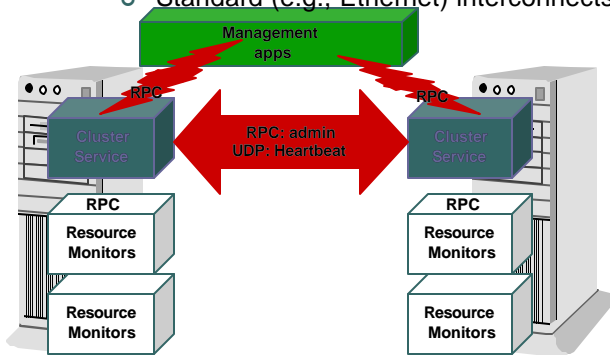 Standard (e.g., Ethernet) interconnects
Management
apps
RPC
RPC
Cluster
Service
RPC: admin
UDP: Heartbeat
Cluster
Service
RPC
Resource
Monitors
Resource
Monitors
RPC
Resource
Monitors
Resource
Monitors